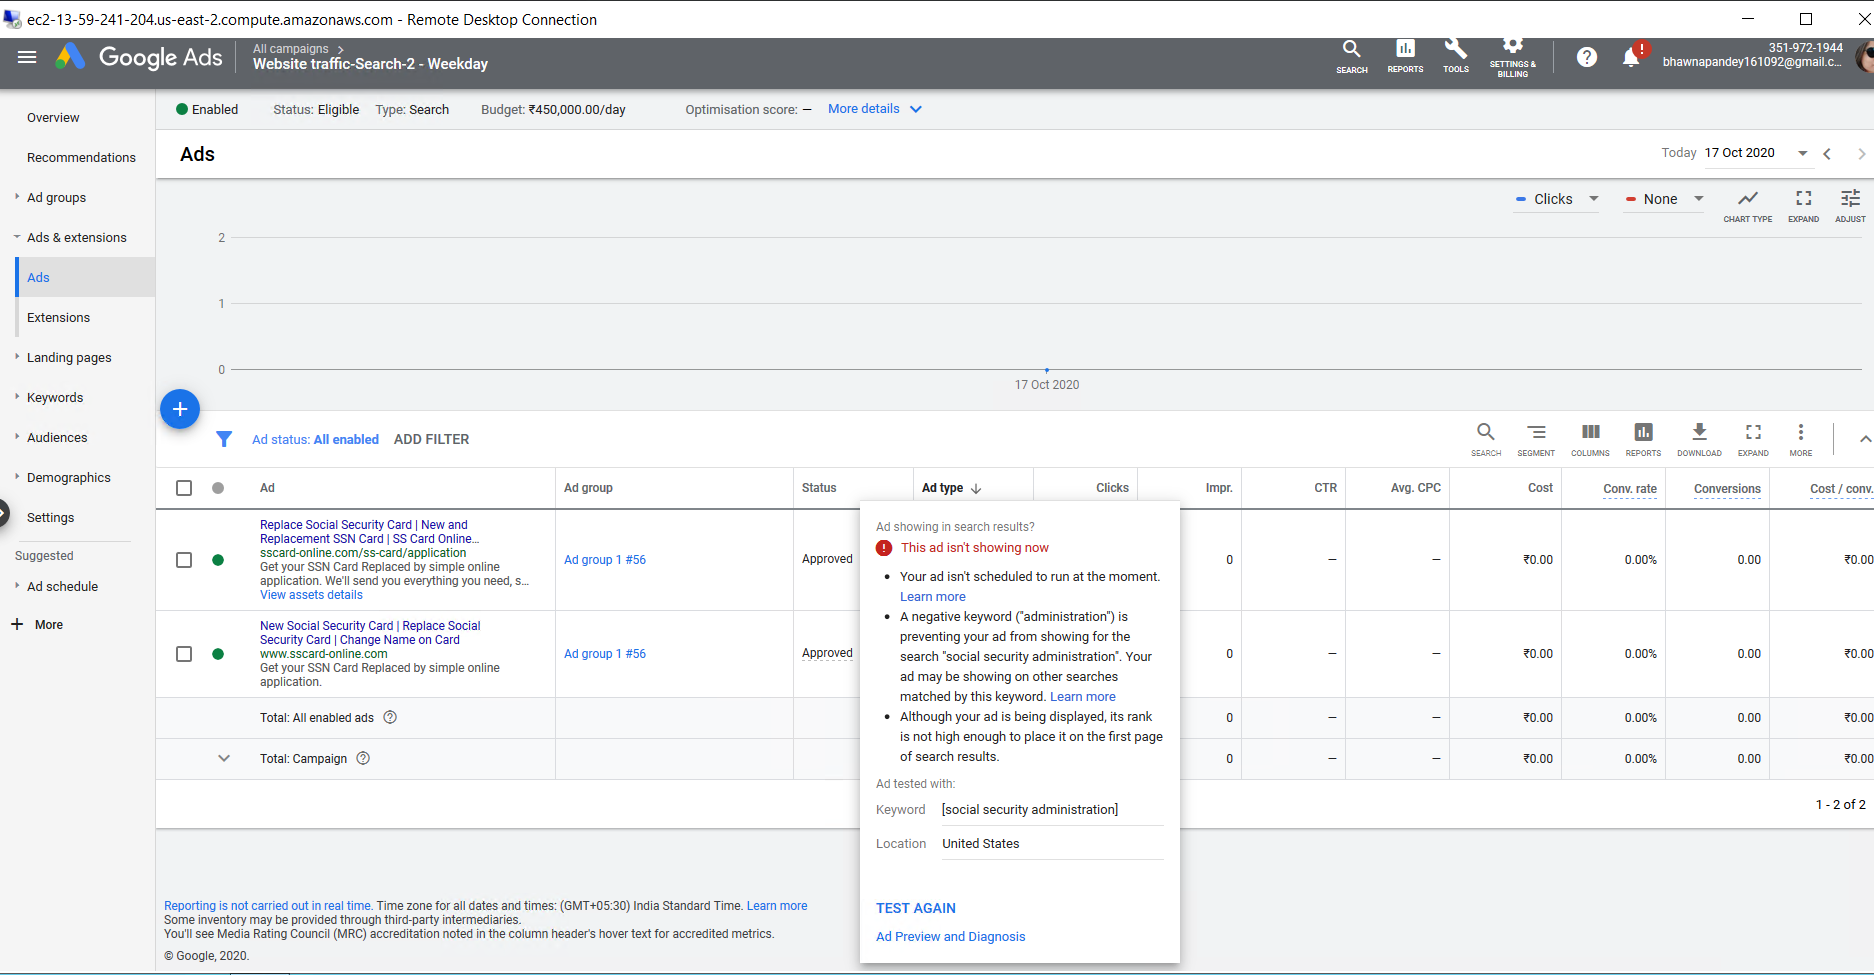 ec2-13-59-241-204.us-east-2.compute.amazonaws.com - Remote Desktop Connection
Google Ads
All campaigns
Website traffic-Search-2 - Weekday
SEARCH
REPORTS
TOOLS
SETTINGS &
BILLING
?
!
351-972-1944
bhawnapandey161092@gmail.c...
Overview
Recommendations
Ad groups
Ads & extensions
Ads
Extensions
Landing pages
Keywords
Audiences
Demographics
Settings
Suggested
Ad schedule
More
Enabled
Status: Eligible
Type: Search
Budget: ₹450,000.00/day
Optimisation score: —
More details
Ads
Today 17 Oct 2020
Clicks
None
CHART TYPE
EXPAND
ADJUST
2
1
0
17 Oct 2020
Ad status: All enabled
ADD FILTER
SEARCH
SEGMENT
COLUMNS
REPORTS
DOWNLOAD
EXPAND
MORE
Ad
Ad group
Status
Ad type
Clicks
Impr.
CTR
Avg. CPC
Cost
Conv. rate
Conversions
Cost / conv.
Replace Social Security Card | New and
Replacement SSN Card | SS Card Online...
sscard-online.com/ss-card/application
Get your SSN Card Replaced by simple online
application. We'll send you everything you need, s...
View assets details
Ad group 1 #56
Approved
0
—
—
₹0.00
0.00%
0.00
₹0.00
New Social Security Card | Replace Social
Security Card | Change Name on Card
www.sscard-online.com
Get your SSN Card Replaced by simple online
application.
Ad group 1 #56
Approved
0
—
—
₹0.00
0.00%
0.00
₹0.00
Total: All enabled ads ?
0
—
—
₹0.00
0.00%
0.00
₹0.00
Total: Campaign ?
0
—
—
₹0.00
0.00%
0.00
₹0.00
1 - 2 of 2
Ad showing in search results?
! This ad isn't showing now
• Your ad isn't scheduled to run at the moment.
Learn more
• A negative keyword ("administration") is
preventing your ad from showing for the
search "social security administration". Your
ad may be showing on other searches
matched by this keyword. Learn more
• Although your ad is being displayed, its rank
is not high enough to place it on the first page
of search results.
Ad tested with:
Keyword [social security administration]
Location United States
TEST AGAIN
Ad Preview and Diagnosis
Reporting is not carried out in real time. Time zone for all dates and times: (GMT+05:30) India Standard Time. Learn more
Some inventory may be provided through third-party intermediaries.
You'll see Media Rating Council (MRC) accreditation noted in the column header's hover text for accredited metrics.
© Google, 2020.